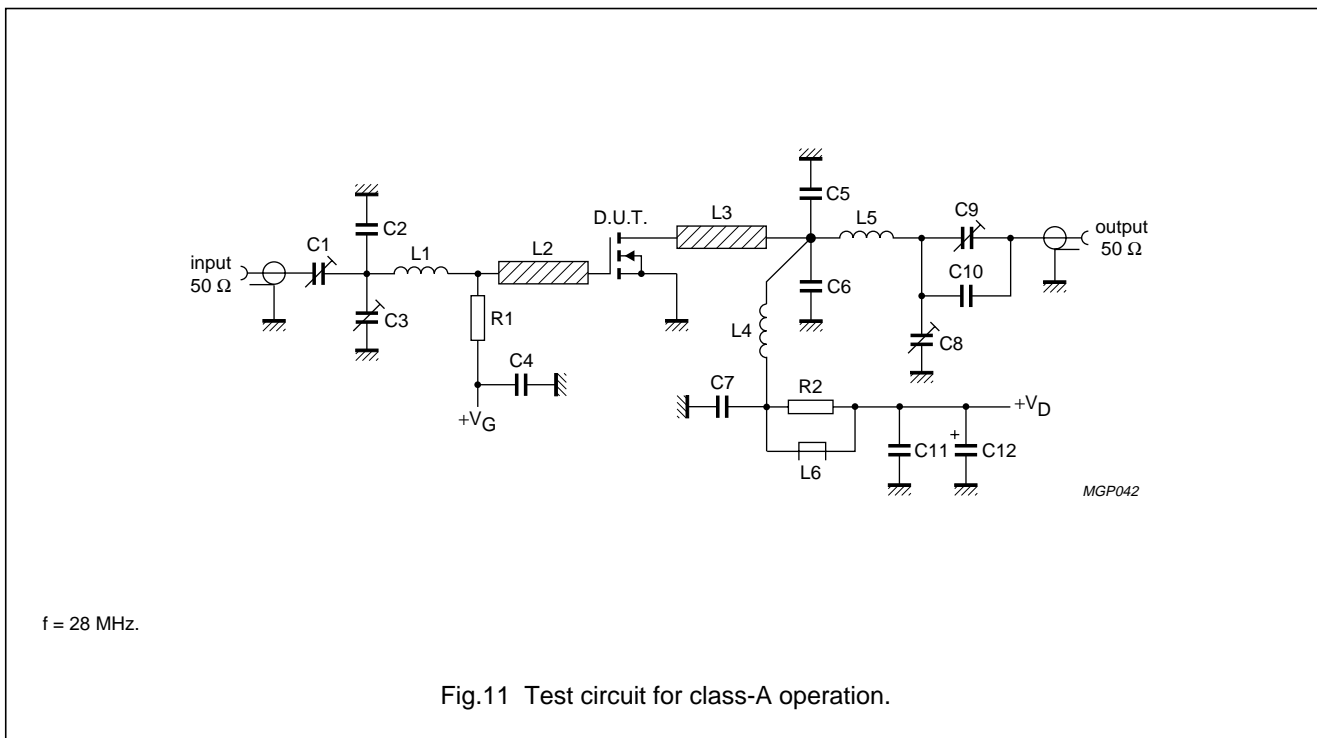 C5
D.U.T.
L3
L5
C9
output
50 Ω
C2
C1
L1
L2
input
50 Ω
C10
C6
C3
R1
L4
C8
C4
C7
R2
+VD
+VG
+
C11
C12
L6
MGP042
f = 28 MHz.
Fig.11 Test circuit for class-A operation.